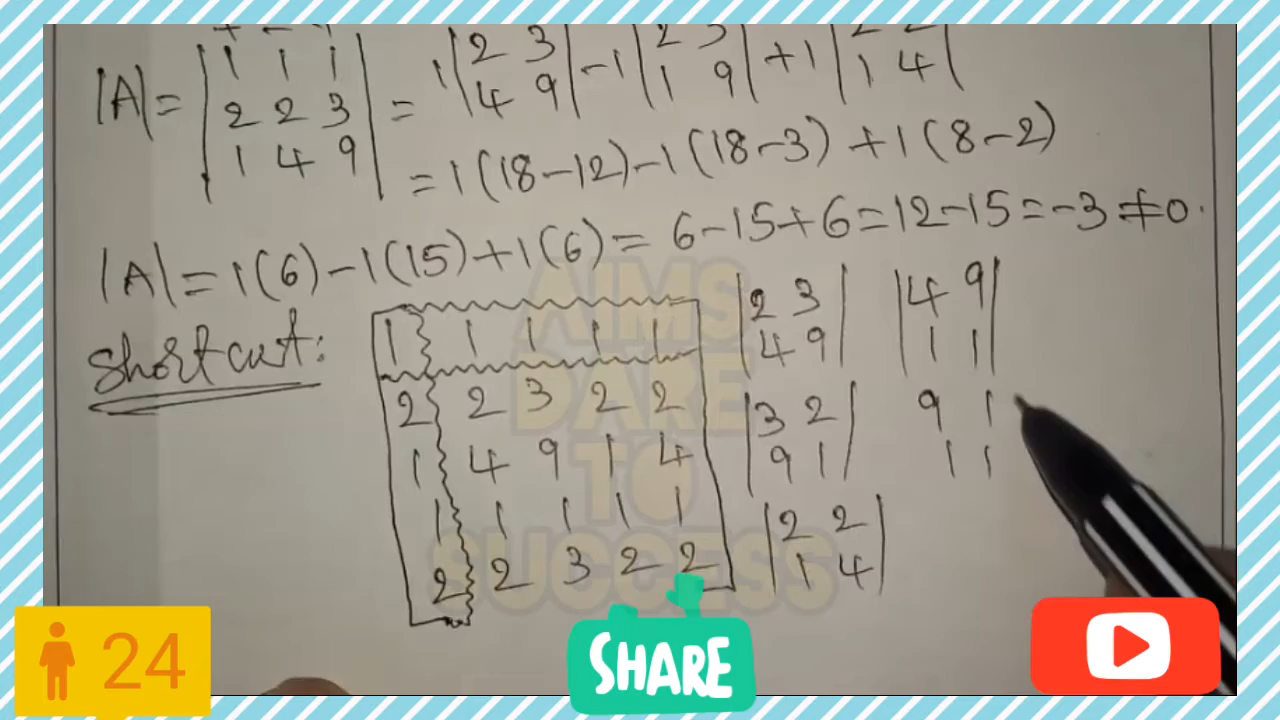 + - +
|A| = |1 1 1| = 1|2 3| -1|2 3| +1|2 2|
|2 2 3| |4 9| |1 9| |1 4|
|1 4 9|
= 1(18-12)-1(18-3) +1(8-2)
|A| = 1(6)-1(15)+1(6) = 6-15+6=12-15=-3≠0.
Shortcut:
1 1 1 1 1
2 2 3 2 2
1 4 9 1 4
1 1 1 1 1
2 2 3 2 2
|2 3| |4 9|
|4 9| |1 1|
|3 2| 9 1
|9 1| 1 1
|2 2|
|1 4|
AIMS
DARE
TO
SUCCESS
24
SHARE